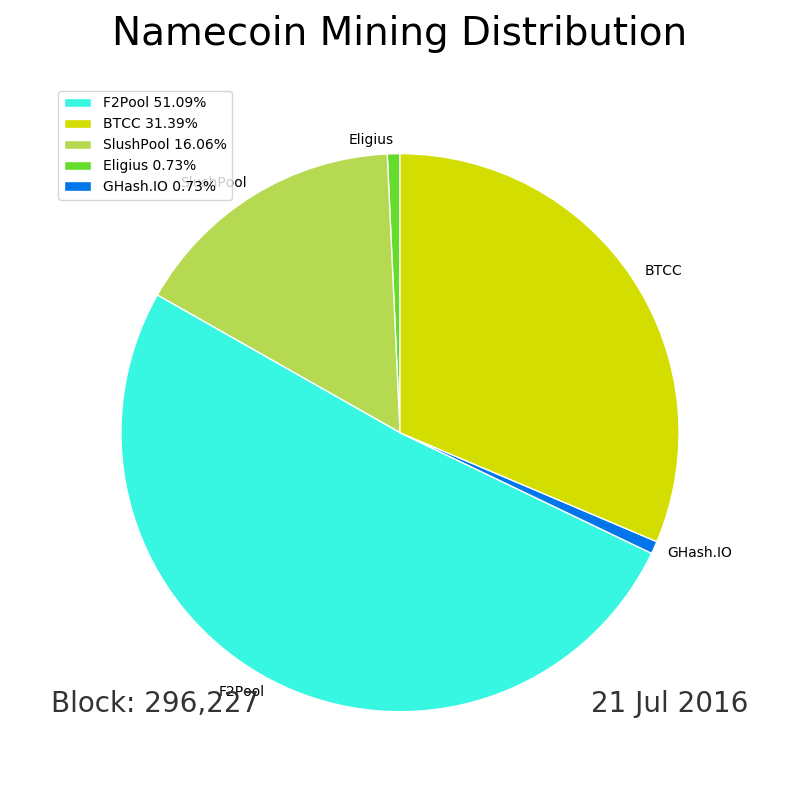 Namecoin Mining Distribution
F2Pool 51.09%
BTCC 31.39%
SlushPool 16.06%
Eligius 0.73%
GHash.IO 0.73%
Eligius
SlushPool
BTCC
GHash.IO
F2Pool
Block: 296,227
21 Jul 2016